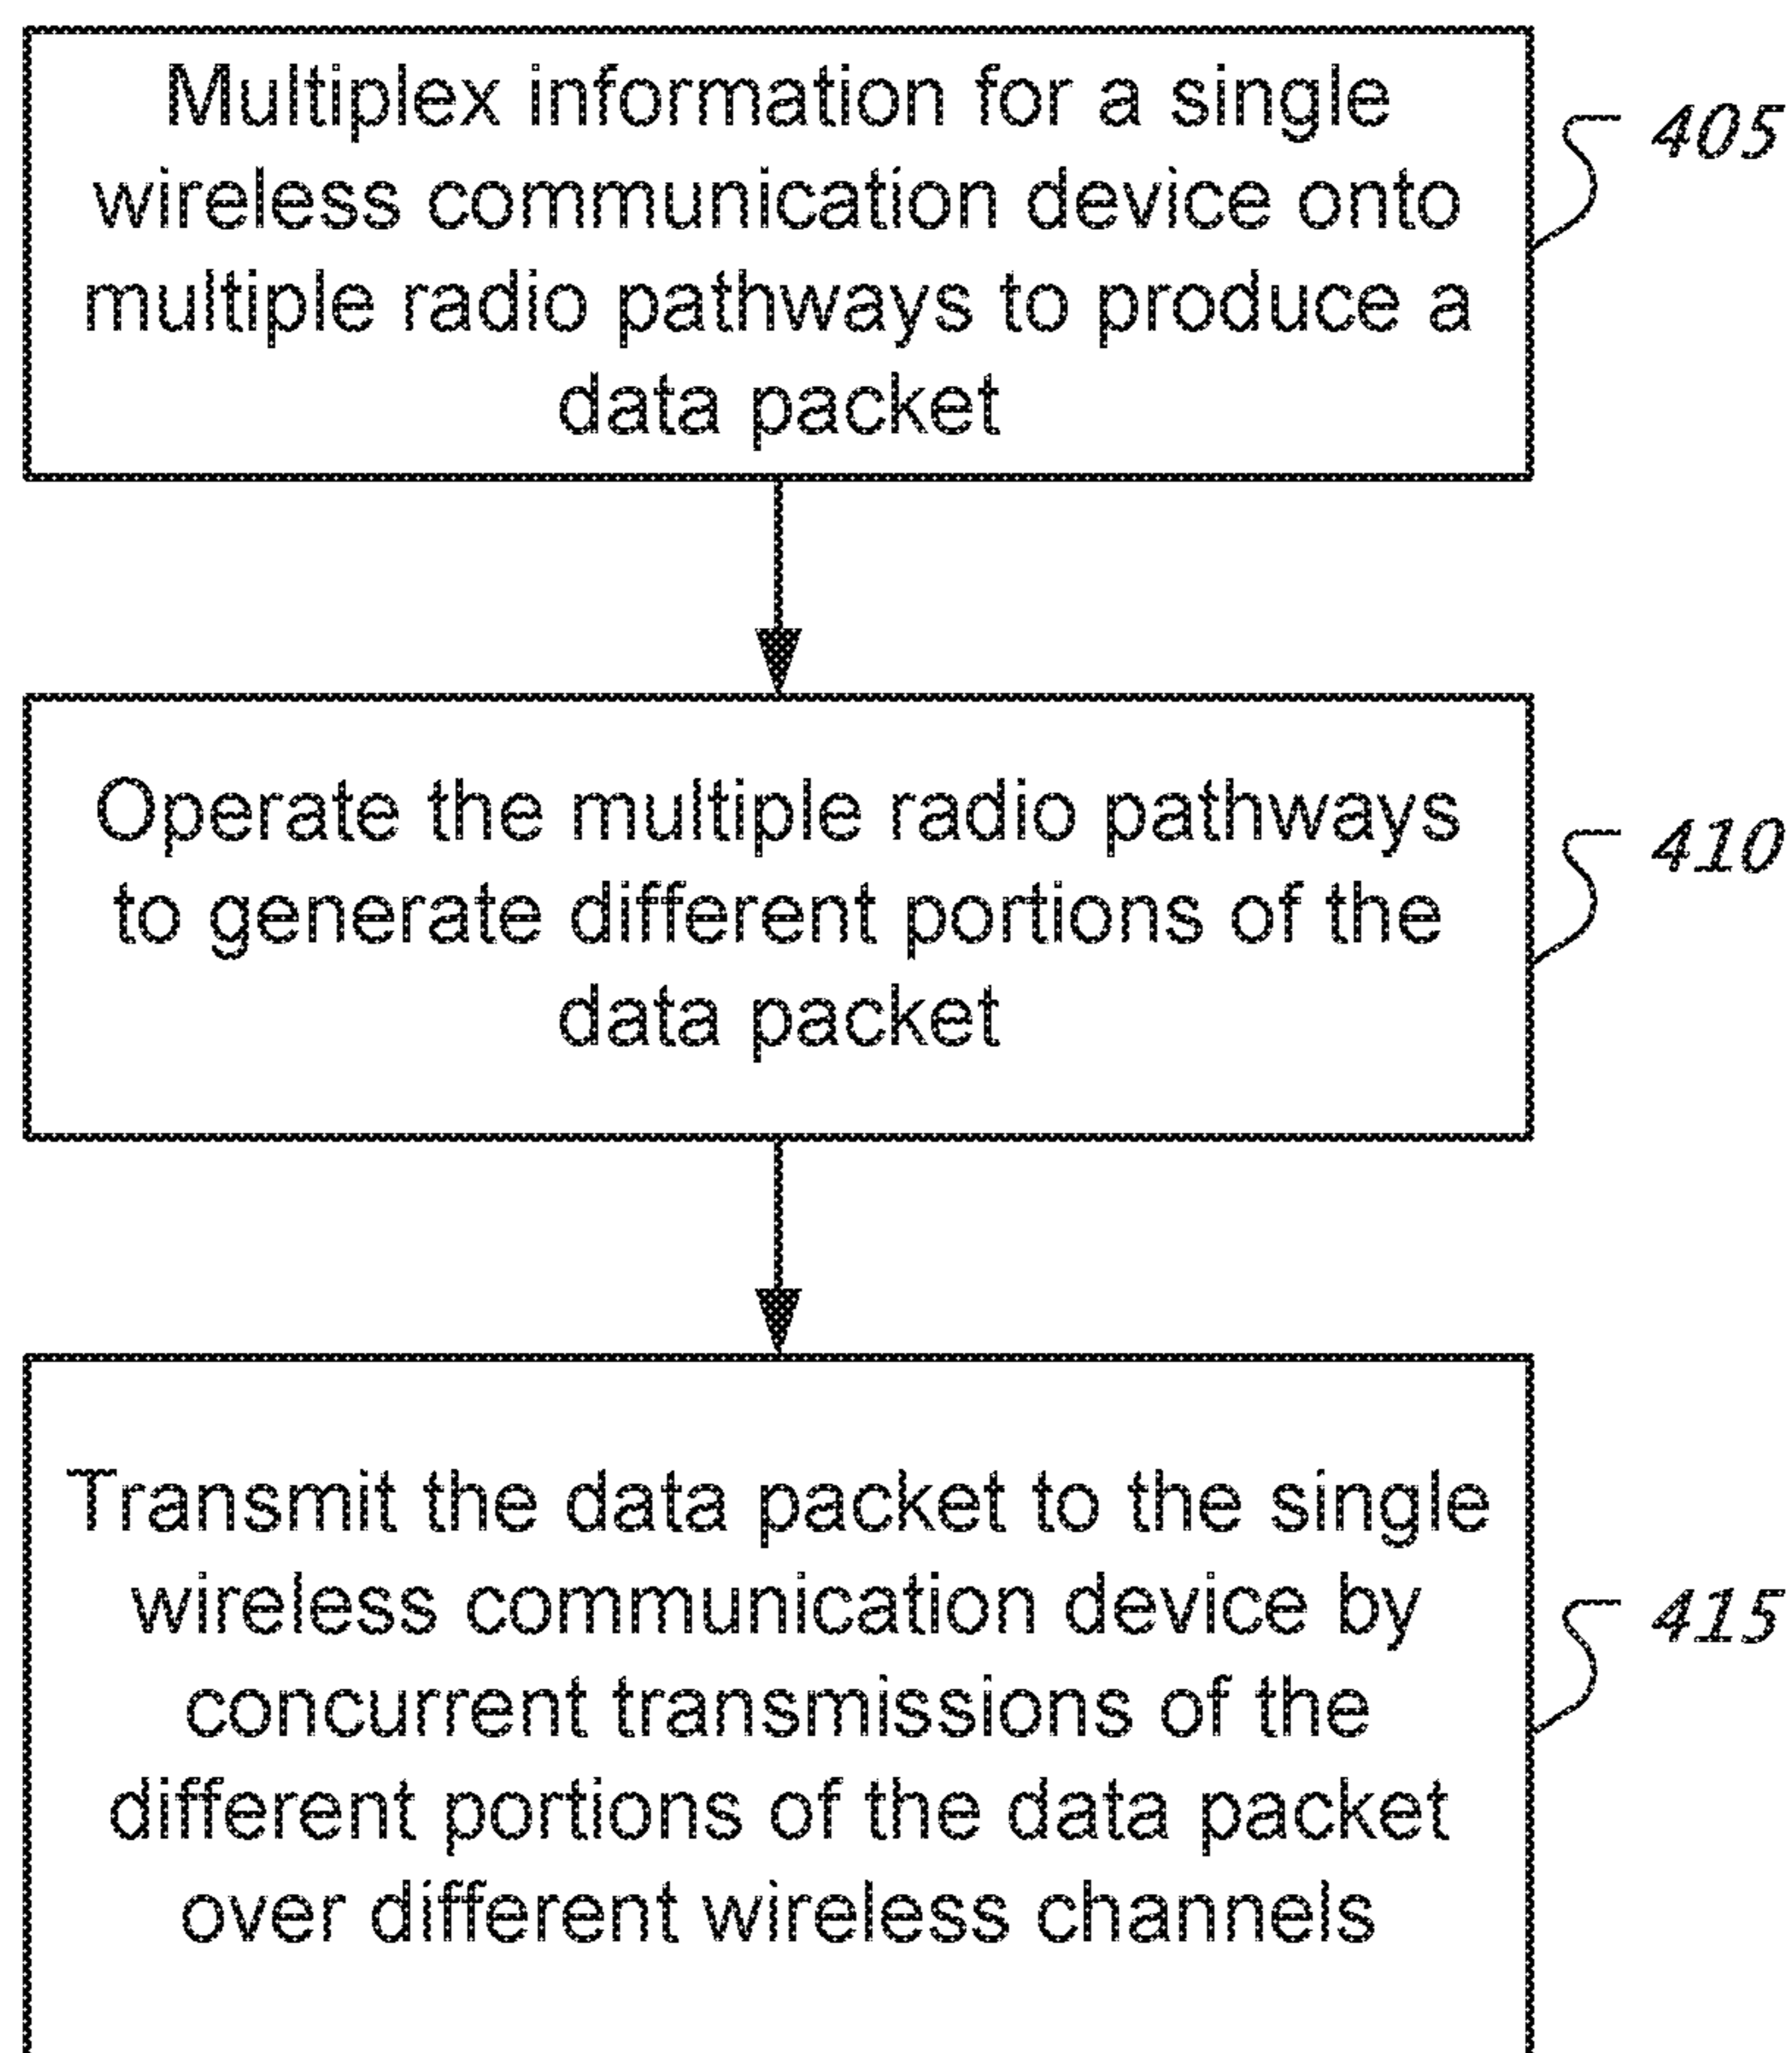 Multiplex information for a single
wireless communication device onto
multiple radio pathways to produce a
data packet
405
Operate the multiple radio pathways
to generate different portions of the
data packet
410
Transmit the data packet to the single
wireless communication device by
concurrent transmissions of the
different portions of the data packet
over different wireless channels
415